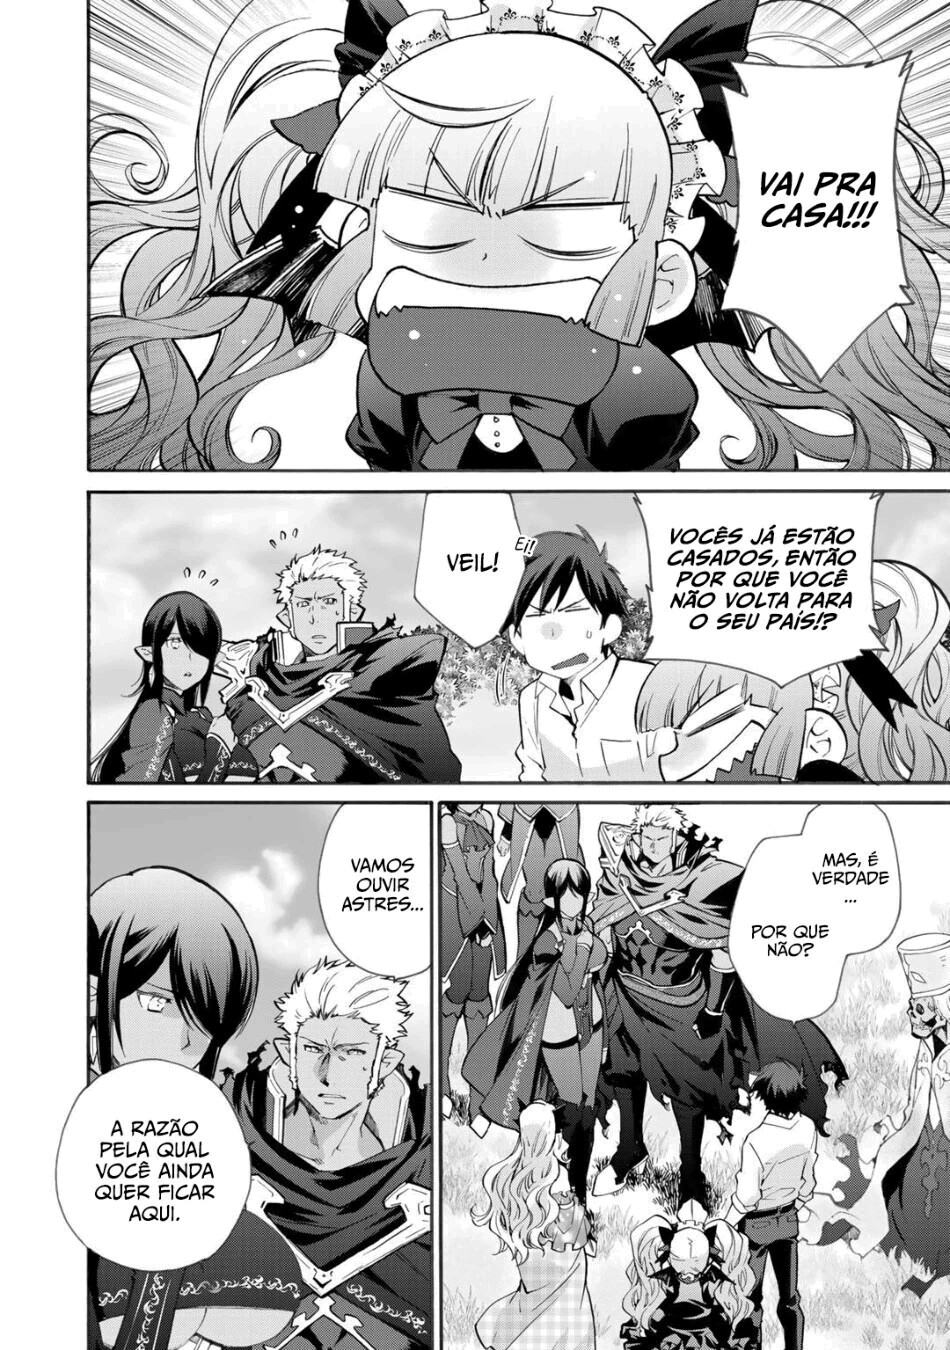 VAI PRA
CASA!!!
VOCÊS JÁ ESTÃO
CASADOS, ENTÃO
POR QUE VOCÊ
NÃO VOLTA PARA
O SEU PAÍS!?
Ei!
VEIL!
MAS, É
VERDADE
...
POR QUE
NÃO?
VAMOS
OUVIR
ASTRES...
A RAZÃO
PELA QUAL
VOCÊ AINDA
QUER FICAR
AQUI.